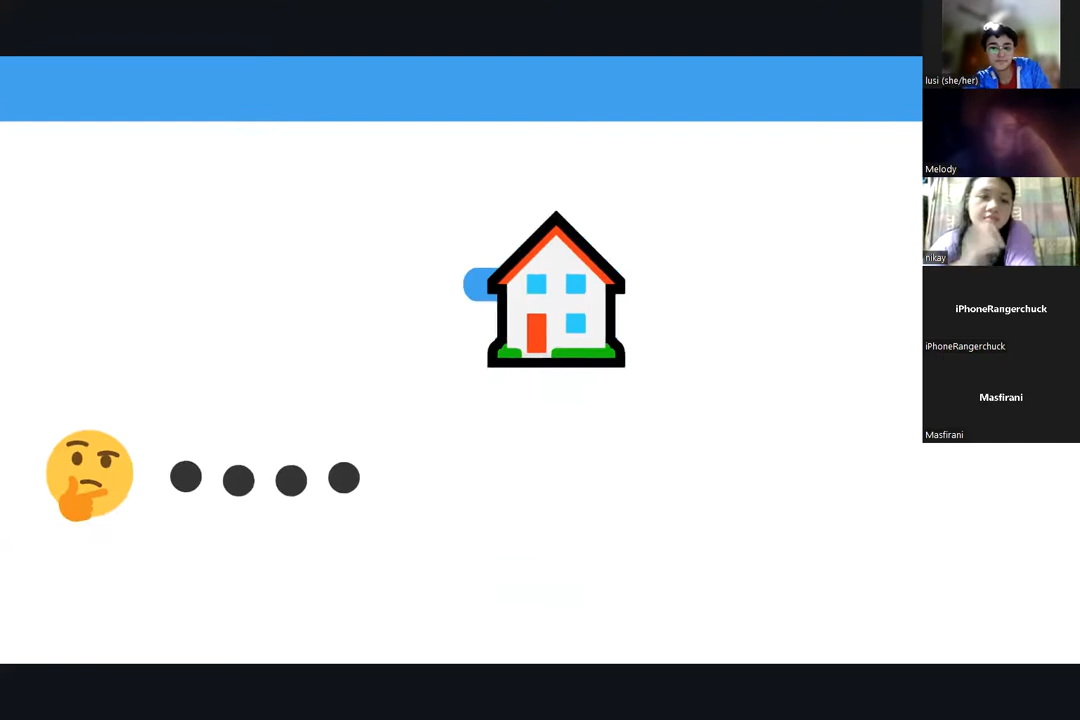 lusi (she/her)
Melody
nikay
iPhoneRangerchuck
iPhoneRangerchuck
Masfirani
Masfirani